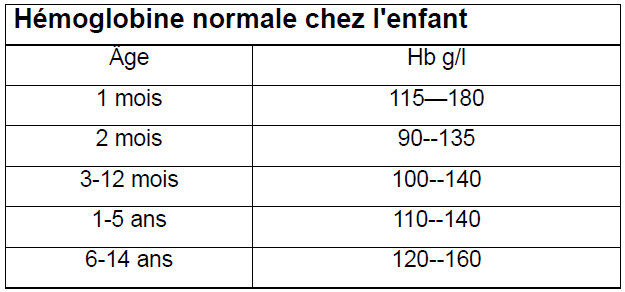 Hémoglobine normale chez l'enfant
Äge Hb g/l
1 mois 115—180
2 mois 90--135
3-12 mois 100--140
1-5 ans 110--140
6-14 ans 120--160